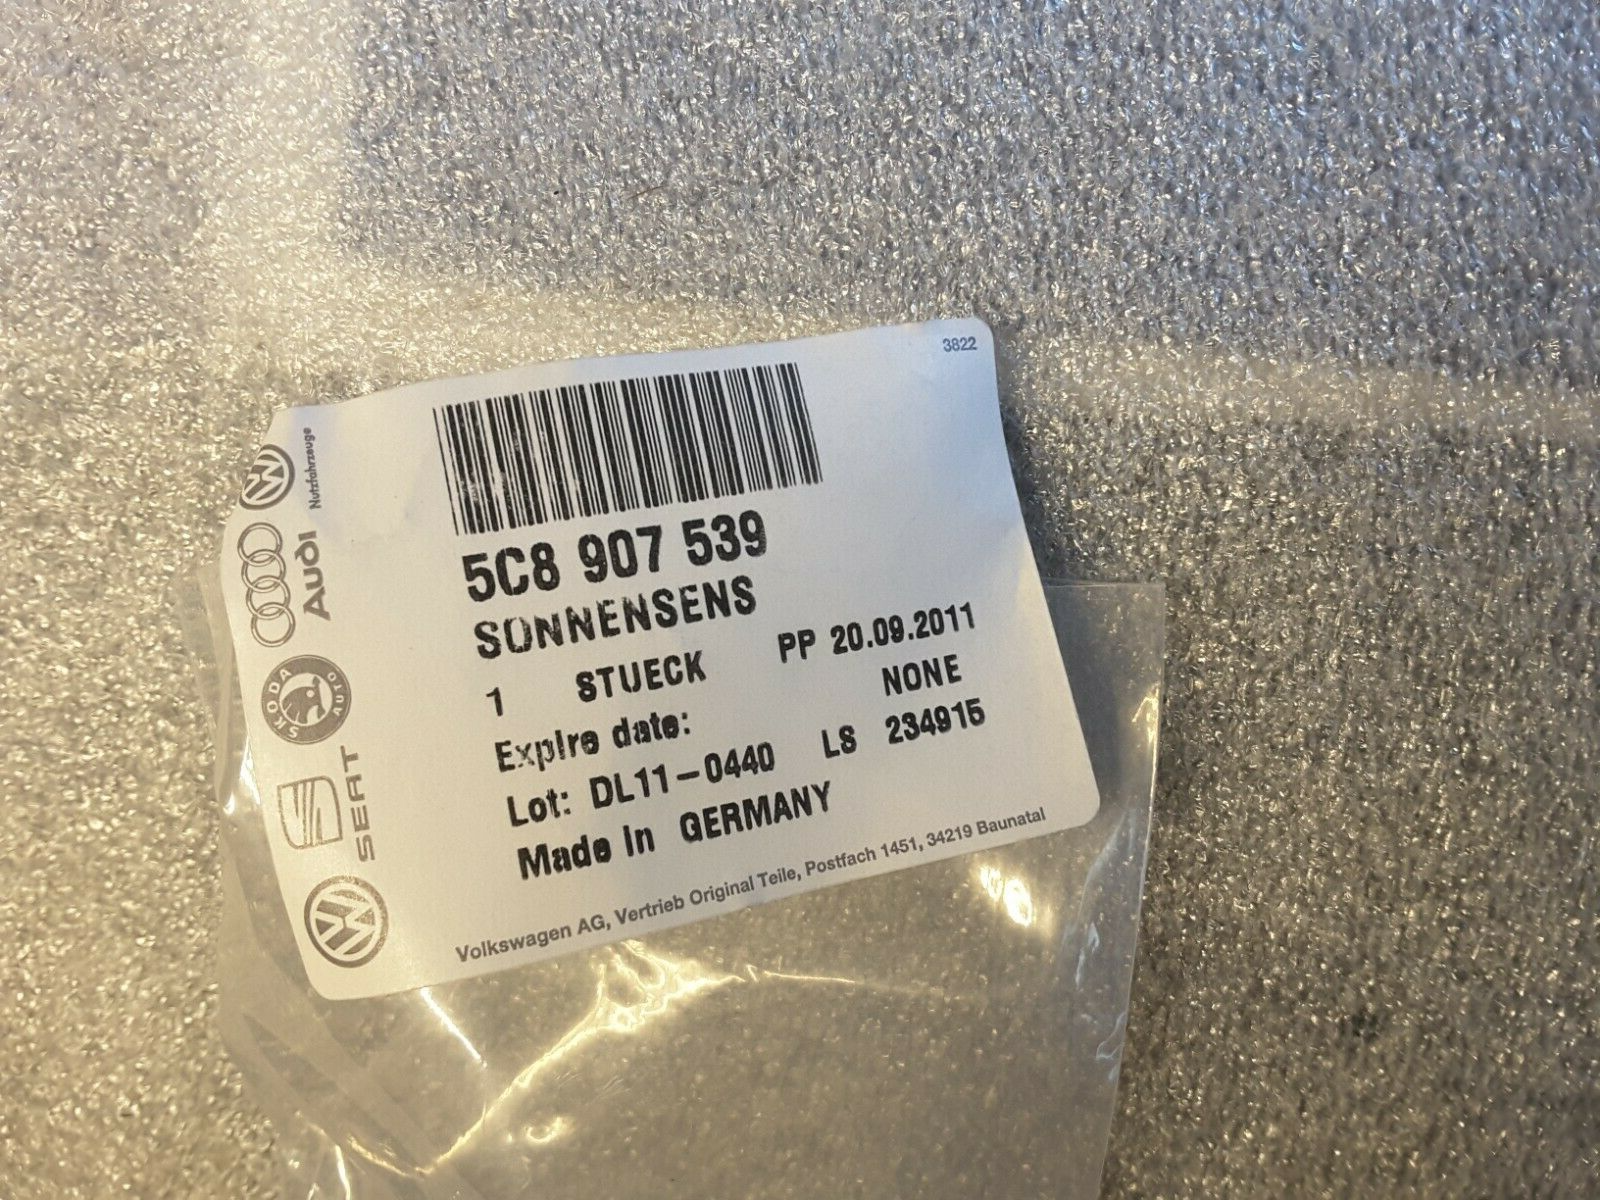 3822
5C8 907 539
SONNENSENS
1 STUECK PP 20.09.2011
Expire date: NONE
Lot: DL11-0440 LS 234915
Made in GERMANY
Volkswagen AG, Vertrieb Original Teile, Postfach 1451, 34219 Baunatal
Nutzfahrzeuge
Audi
SKODA AUTO
SEAT